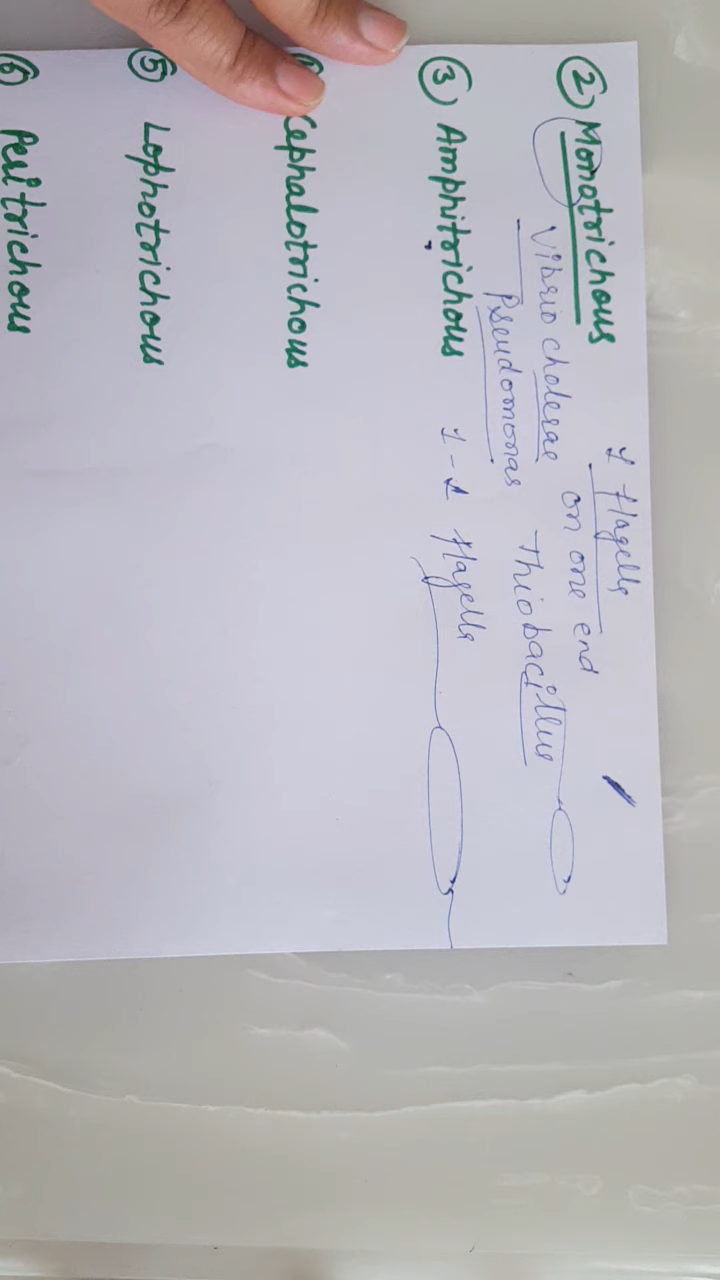 ② Monotrichous 1 flagella
on one end
Vibrio cholerae Thiobacillus
Pseudomonas
③ Amphitrichous 1-1 flagella
Cephalotrichous
⑤ Lophotrichous
⑥ Peritrichous